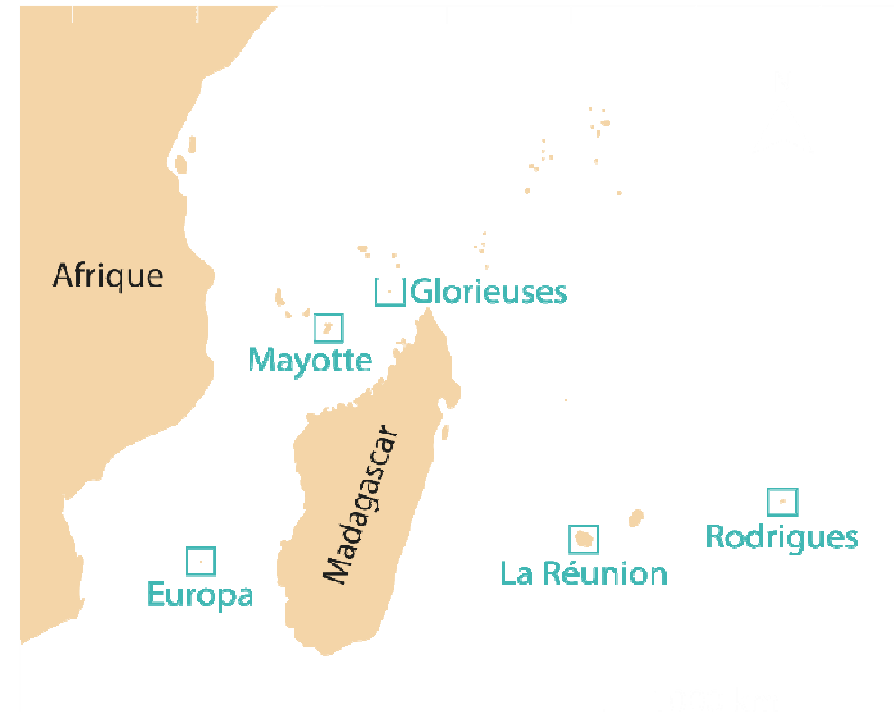 Afrique
Glorieuses
Mayotte
Madagascar
Rodrigues
La Réunion
Europa